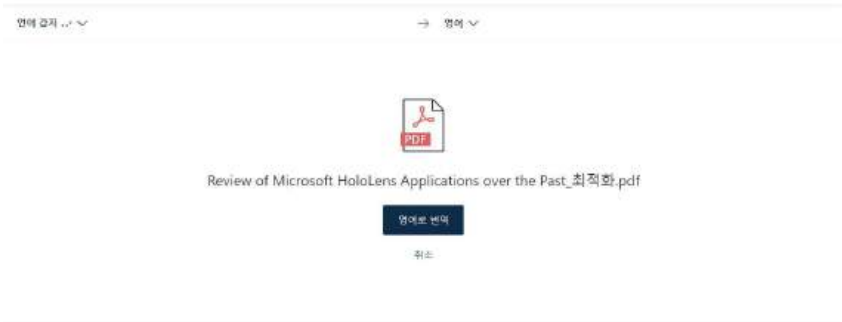 언어 감지 ...
→ 영어
PDF
Review of Microsoft HoloLens Applications over the Past_최적화.pdf
영어로 번역
취소